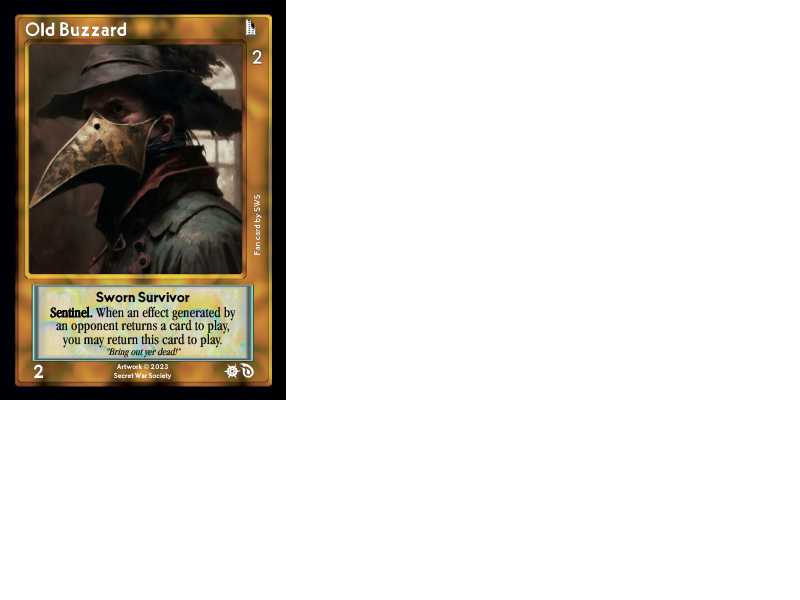 Old Buzzard
2
Fan card by SWS
Sworn Survivor
Sentinel. When an effect generated by
an opponent returns a card to play,
you may return this card to play.
"Bring out yer dead!"
2
Artwork © 2023
Secret War Society